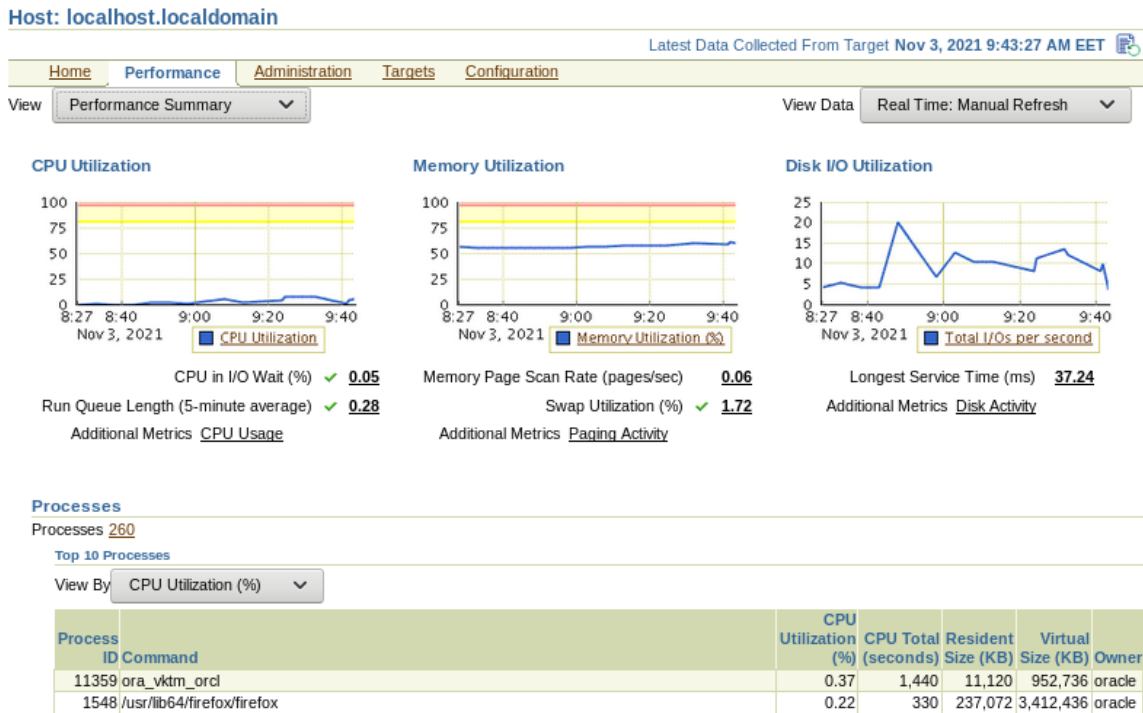 Host: localhost.localdomain
Latest Data Collected From Target Nov 3, 2021 9:43:27 AM EET
Home Performance Administration Targets Configuration
View Performance Summary View Data Real Time: Manual Refresh
CPU Utilization
100
75
50
25
0
8:27 8:40 9:00 9:20 9:40
Nov 3, 2021
CPU Utilization
CPU in I/O Wait (%) 0.05
Run Queue Length (5-minute average) 0.28
Additional Metrics CPU Usage
Memory Utilization
100
75
50
25
0
8:27 8:40 9:00 9:20 9:40
Nov 3, 2021
Memory Utilization (%)
Memory Page Scan Rate (pages/sec) 0.06
Swap Utilization (%) 1.72
Additional Metrics Paging Activity
Disk I/O Utilization
25
20
15
10
5
0
8:27 8:40 9:00 9:20 9:40
Nov 3, 2021
Total I/Os per second
Longest Service Time (ms) 37.24
Additional Metrics Disk Activity
Processes
Processes 260
Top 10 Processes
View By CPU Utilization (%)
Process ID Command CPU Utilization (%) CPU Total (seconds) Resident Size (KB) Virtual Size (KB) Owner
11359 ora_vktm_orcl 0.37 1,440 11,120 952,736 oracle
1548 /usr/lib64/firefox/firefox 0.22 330 237,072 3,412,436 oracle